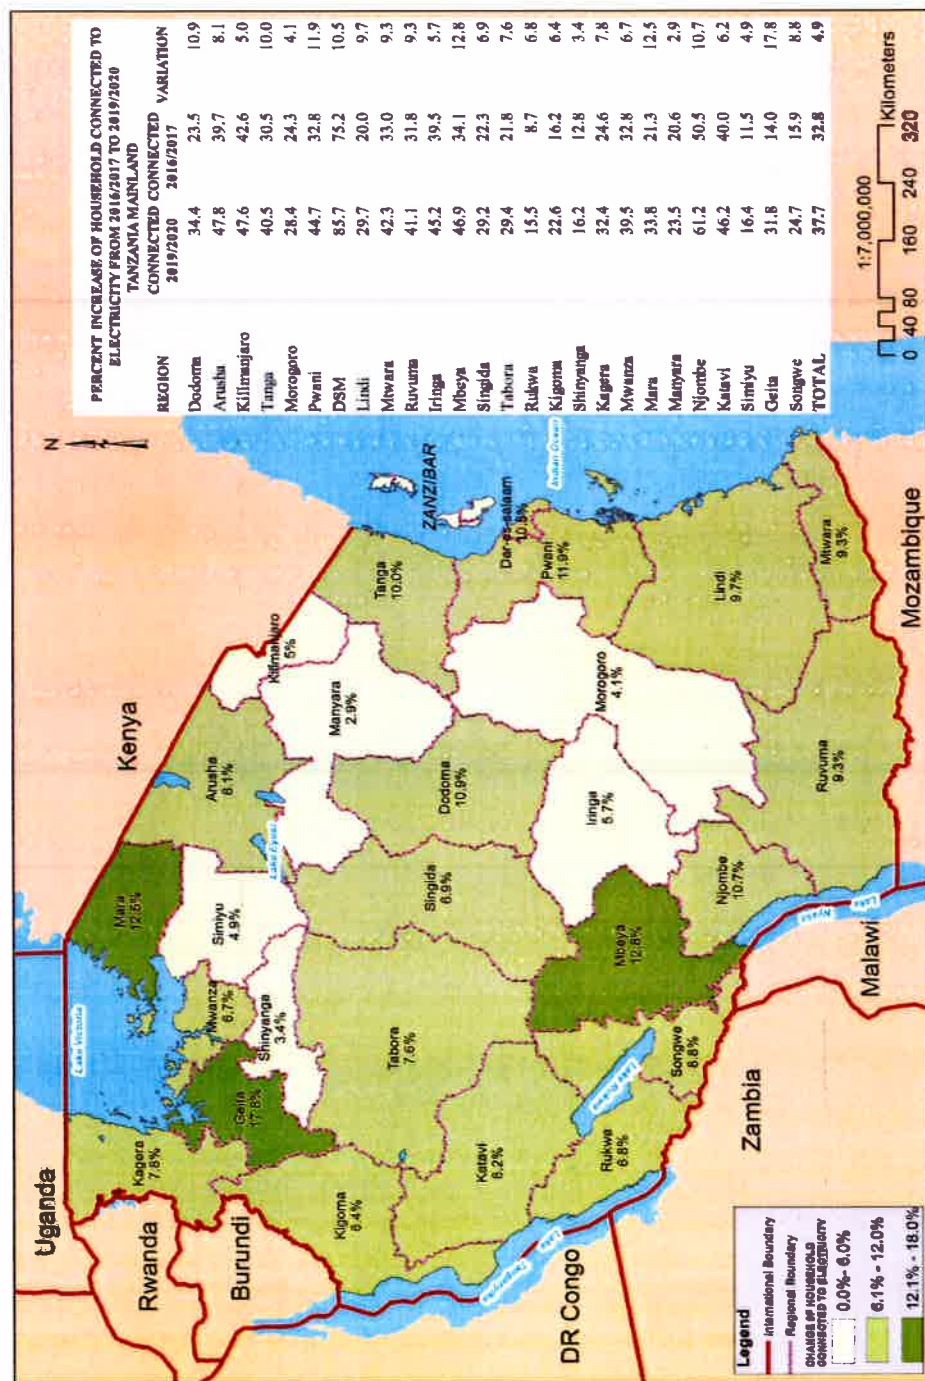 PERCENT INCREASE OF HOUSEHOLD CONNECTED TO
ELECTRICITY FROM 2016/2017 TO 2019/2020
TANZANIA MAINLAND
REGION CONNECTED CONNECTED VARIATION
2019/2020 2016/2017
Dodoma 34.4 23.5 10.9
Arusha 47.8 39.7 8.1
Kilimanjaro 47.6 42.6 5.0
Tanga 40.5 30.5 10.0
Morogoro 28.4 24.3 4.1
Pwani 44.7 32.8 11.9
DSM 85.7 75.2 10.5
Lindi 29.7 20.0 9.7
Mtwara 42.3 33.0 9.3
Ruvuma 41.1 31.8 9.3
Iringa 45.2 39.5 5.7
Mbeya 46.9 34.1 12.8
Singida 29.2 22.3 6.9
Tabora 29.4 21.8 7.6
Rukwa 15.5 8.7 6.8
Kigoma 22.6 16.2 6.4
Shinyanga 16.2 12.8 3.4
Kagera 32.4 24.6 7.8
Mwanza 39.5 32.8 6.7
Mara 33.8 21.3 12.5
Manyara 23.5 20.6 2.9
Njombe 61.2 50.5 10.7
Katavi 46.2 40.0 6.2
Simiyu 16.4 11.5 4.9
Geita 31.8 14.0 17.8
Songwe 24.7 15.9 8.8
TOTAL 37.7 32.8 4.9
1:7,000,000
0 40 80 160 240 320
Kilometers
N
Uganda
Kenya
Rwanda
Burundi
DR Congo
Zambia
Malawi
Mozambique
ZANZIBAR
Indian Ocean
Lake Victoria
Lake Eyasi
Lake Tanganyika
Lake Rukwa
Lake Nyasa
Kagera
7.8%
Mara
12.5%
Mwanza
6.7%
Geita
17.8%
Simiyu
4.9%
Shinyanga
3.4%
Arusha
8.1%
Kilimanjaro
5%
Manyara
2.9%
Tanga
10.0%
Kigoma
6.4%
Tabora
7.6%
Singida
6.9%
Dodoma
10.9%
Dar-es-salaam
10.5%
Pwani
11.9%
Morogoro
4.1%
Katavi
6.2%
Rukwa
6.8%
Songwe
8.8%
Mbeya
12.8%
Iringa
5.7%
Njombe
10.7%
Lindi
9.7%
Mtwara
9.3%
Ruvuma
9.3%
Legend
International Boundary
Regional Boundary
CHANGE OF HOUSEHOLD
CONNECTED TO ELECTRICITY
0.0% - 6.0%
6.1% - 12.0%
12.1% - 18.0%